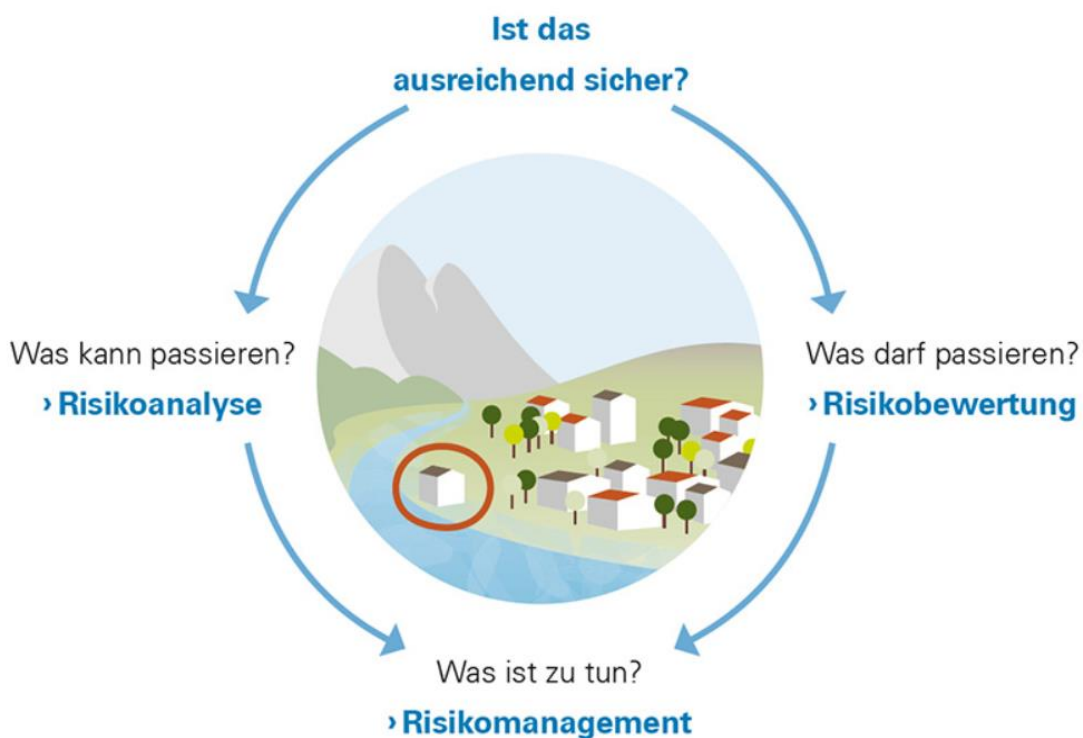 Ist das
ausreichend sicher?
Was kann passieren?
› Risikoanalyse
Was darf passieren?
› Risikobewertung
Was ist zu tun?
› Risikomanagement